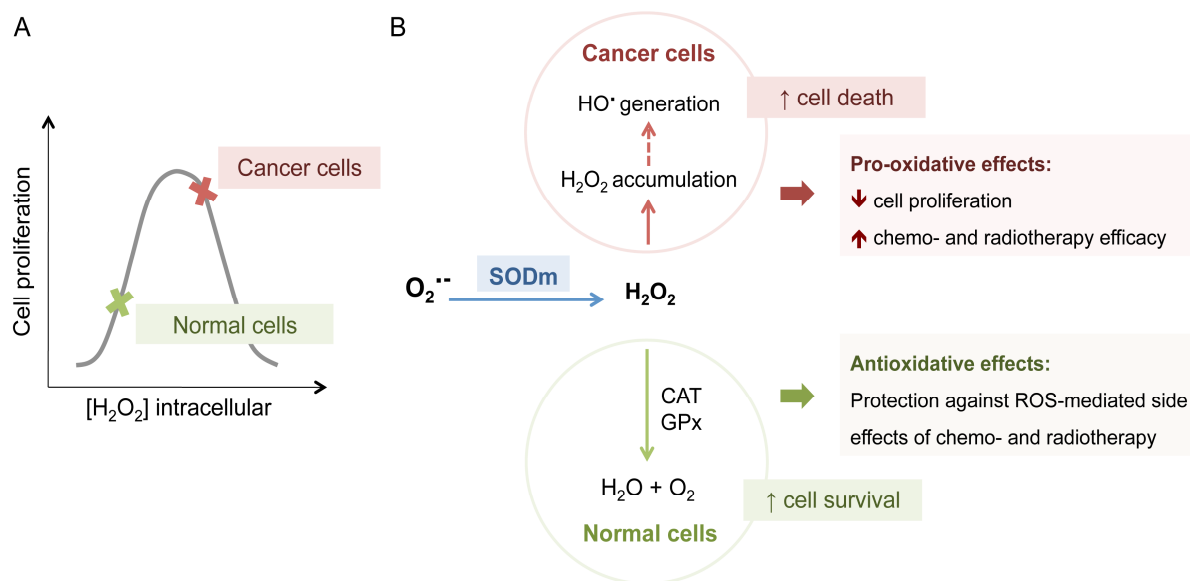 A
Cell proliferation
Cancer cells
Normal cells
[H₂O₂] intracellular
B
Cancer cells
HO· generation
↑ cell death
H₂O₂ accumulation
O₂·-
SODm
H₂O₂
CAT
GPx
H₂O + O₂
↑ cell survival
Normal cells
Pro-oxidative effects:
↓ cell proliferation
↑ chemo- and radiotherapy efficacy
Antioxidative effects:
Protection against ROS-mediated side
effects of chemo- and radiotherapy